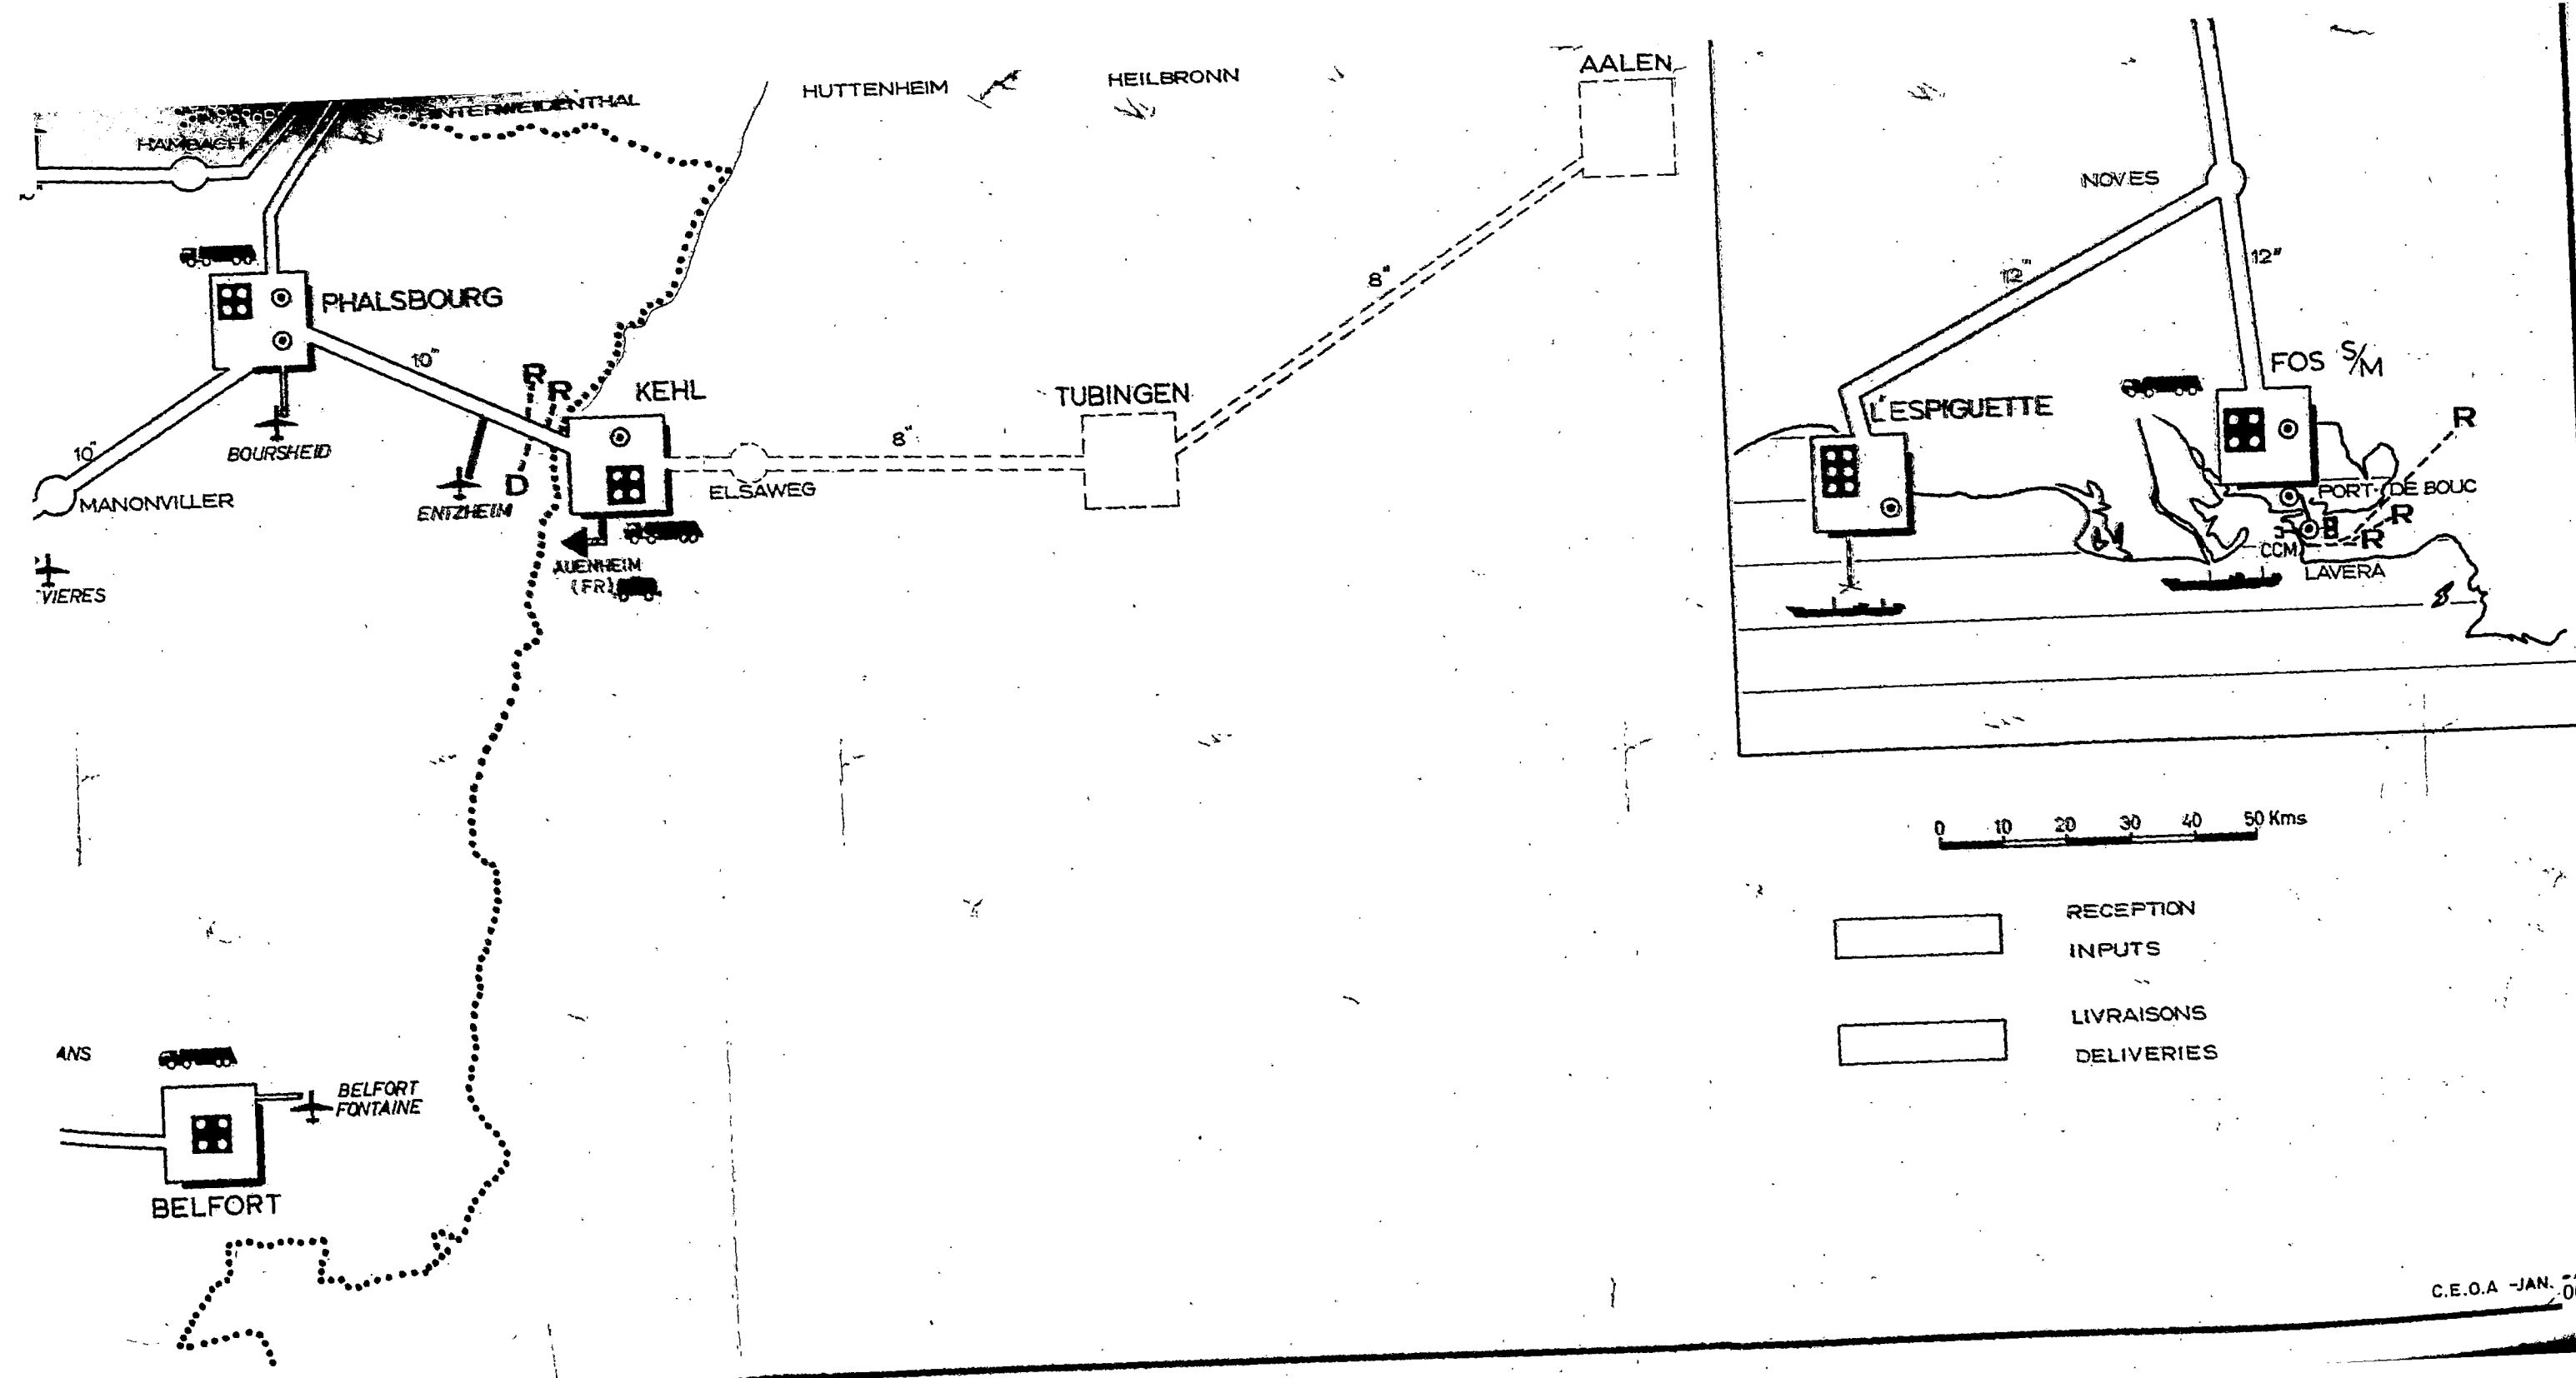 HUTTENHEIM
HEILBRONN
AALEN
HAMBACH
NOVES
8"
12"
12"
PHALSBOURG
10"
R
R
KEHL
TUBINGEN
FOS S/M
L'ESPIGUETTE
R
BOURSHEID
10"
8"
MANONVILLER
ENTZHEIM
D
ELSAWEG
PORT-DE BOUC
R
R
CCM
LAVERA
AUENHEIM
(FR)
VIERES
0 10 20 30 40 50 Kms
RECEPTION
INPUTS
LIVRAISONS
DELIVERIES
ANS
BELFORT
FONTAINE
BELFORT
C.E.O.A -JAN.